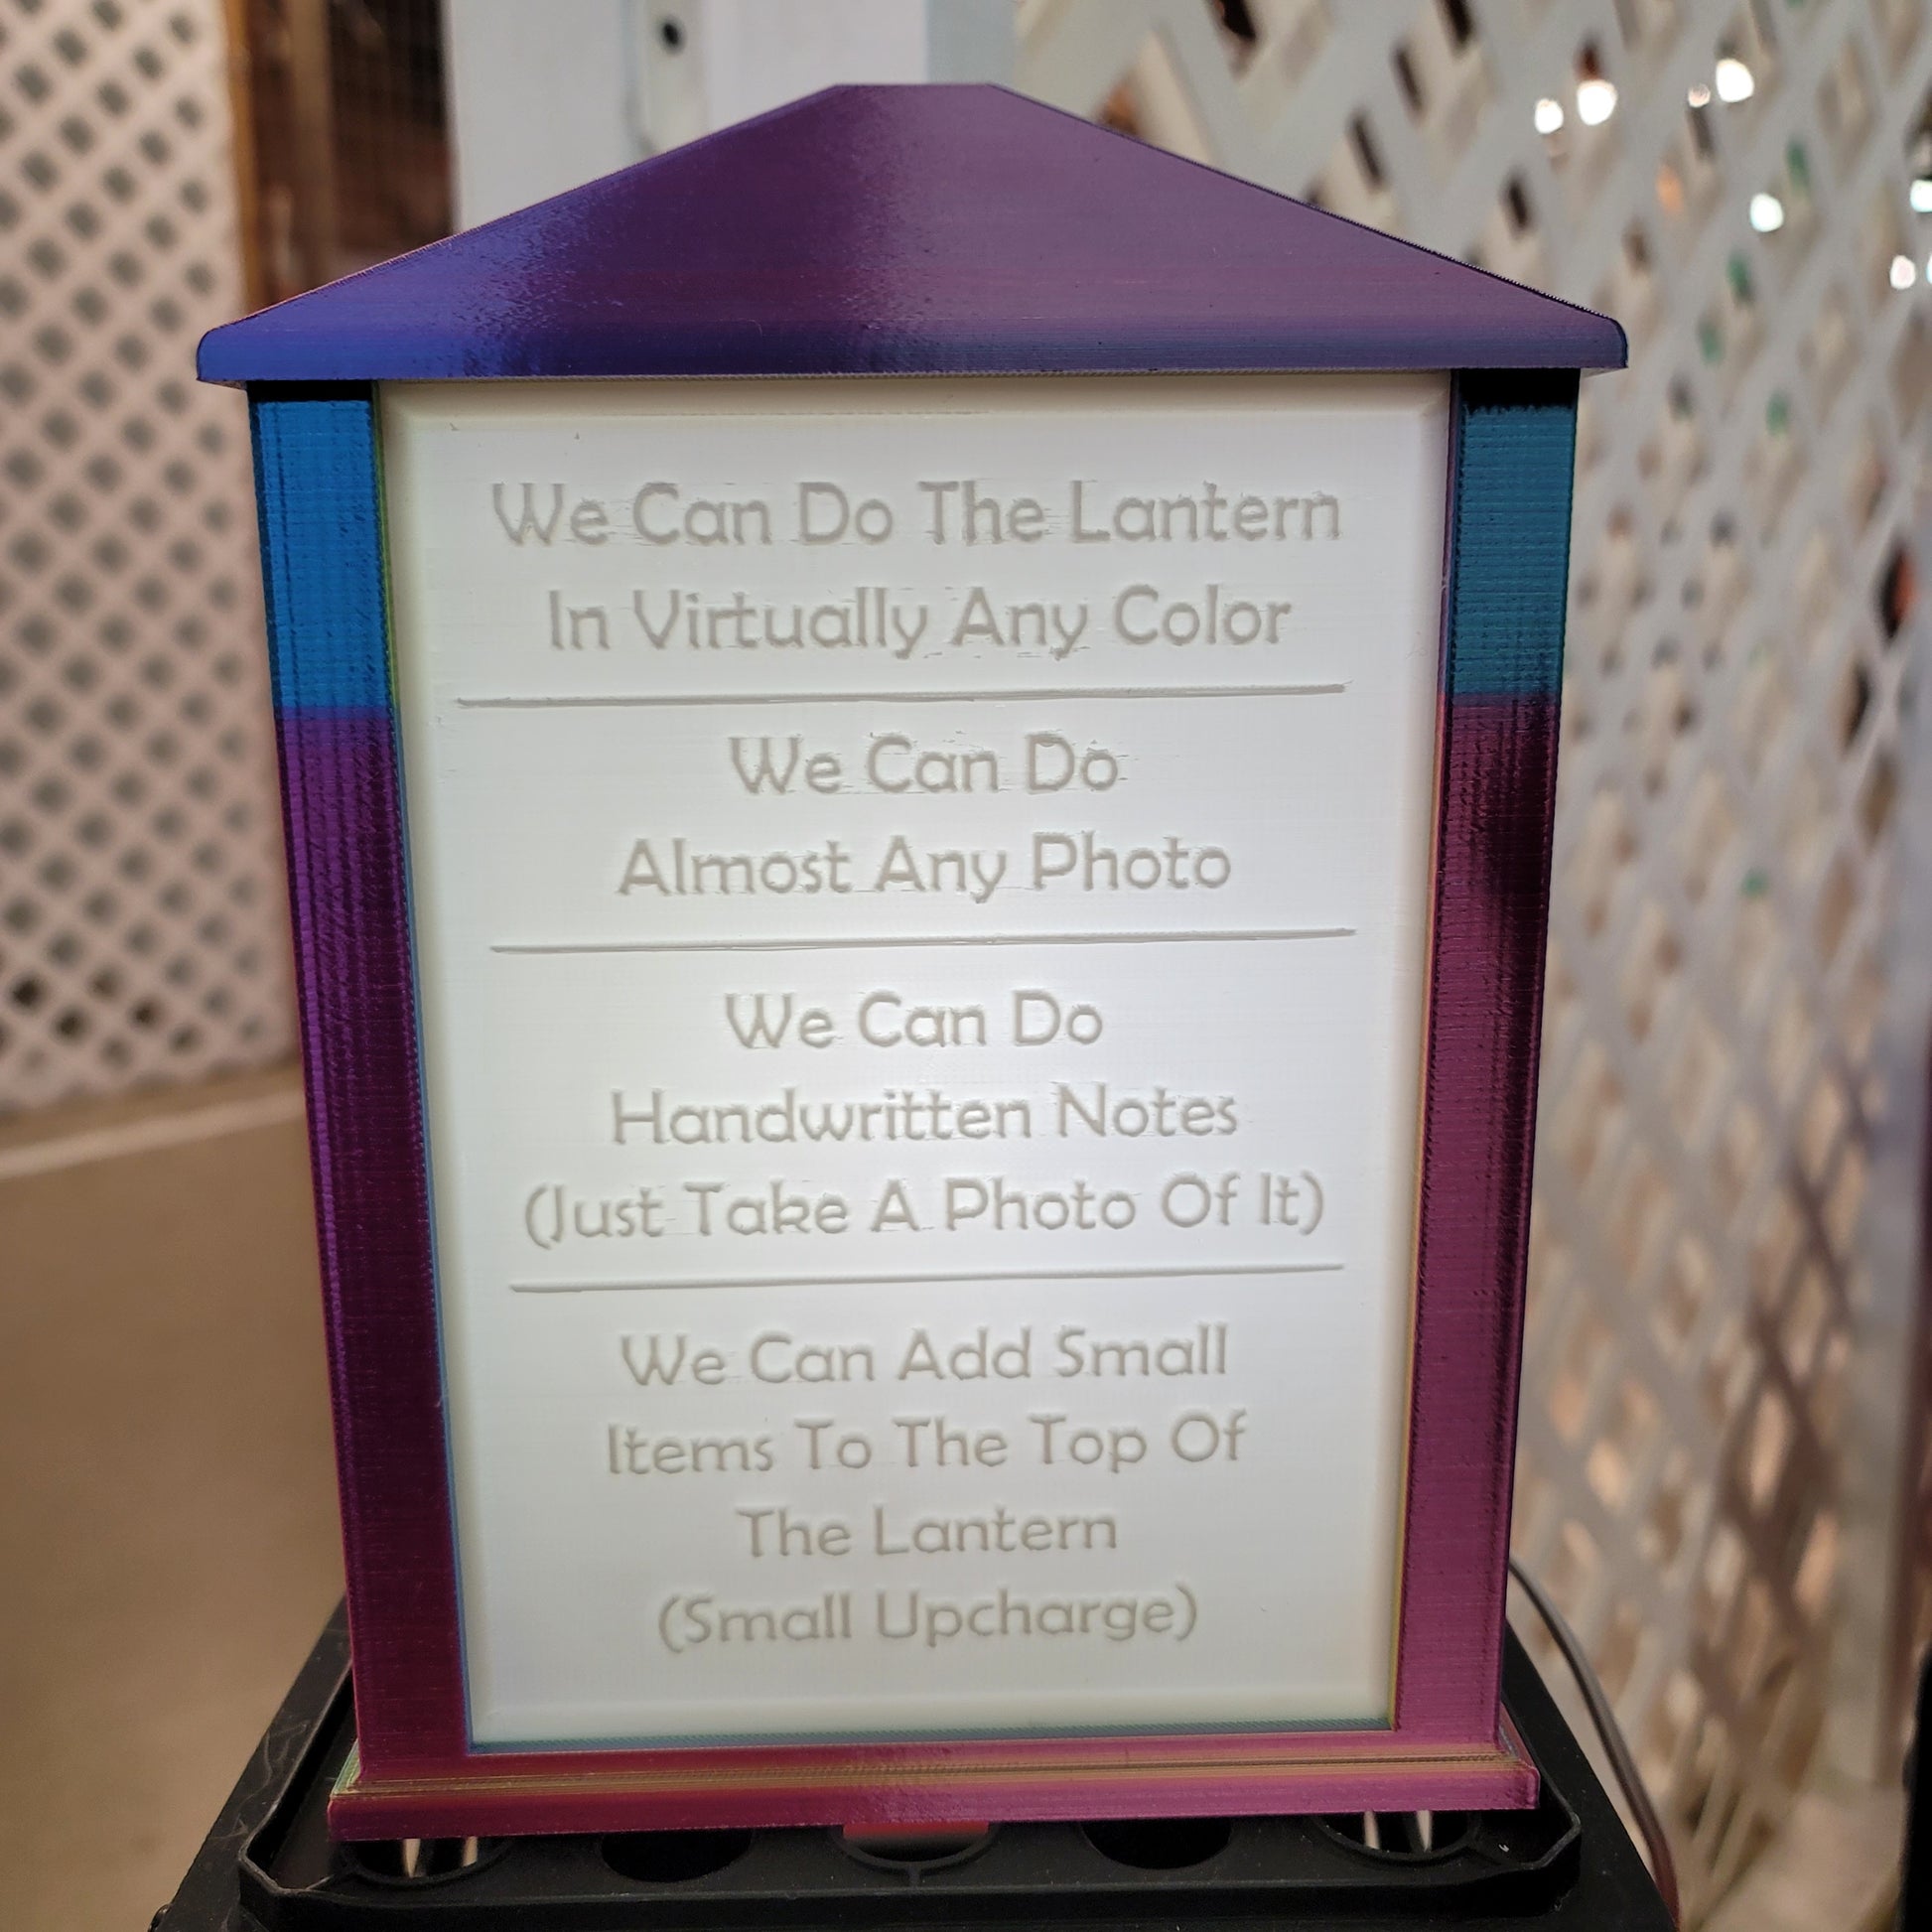 We Can Do The Lantern
In Virtually Any Color
We Can Do
Almost Any Photo
We Can Do
Handwritten Notes
(Just Take A Photo Of It)
We Can Add Small
Items To The Top Of
The Lantern
(Small Upcharge)